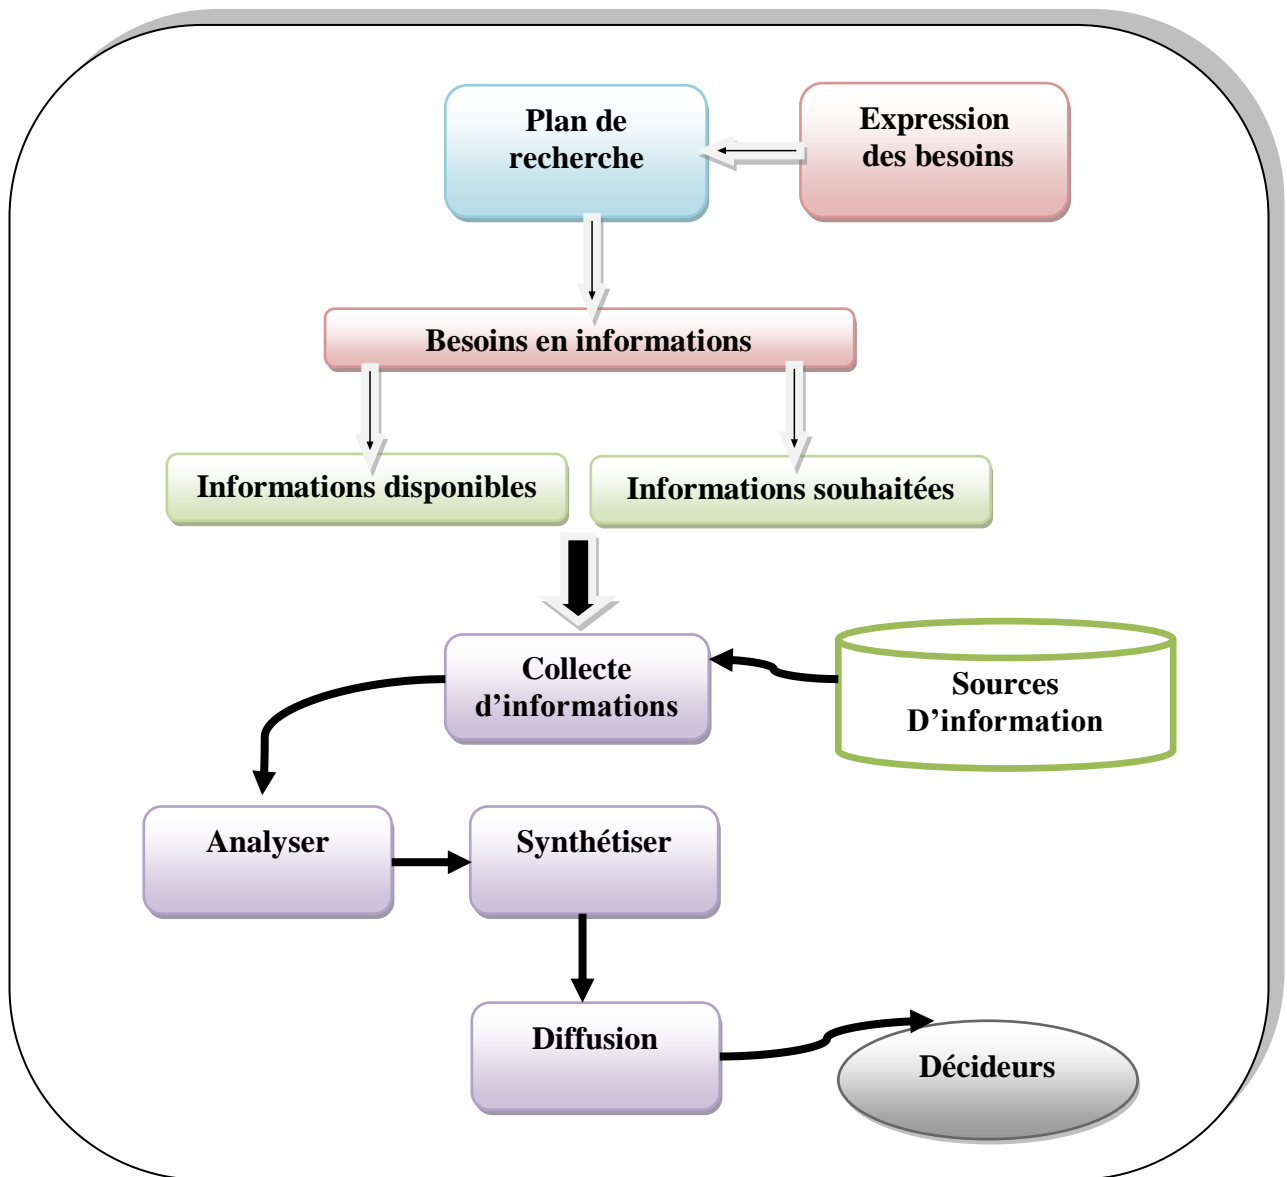 Plan de
recherche
Expression
des besoins
Besoins en informations
Informations disponibles
Informations souhaitées
Collecte
d’informations
Sources
D’information
Analyser
Synthétiser
Diffusion
Décideurs